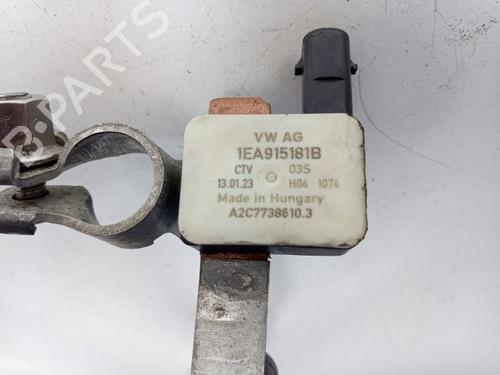 VW AG
1EA915181B
CTV 03S
13.01.23 H04 1074
Made in Hungary
A2C7738610.3
B-PARTS